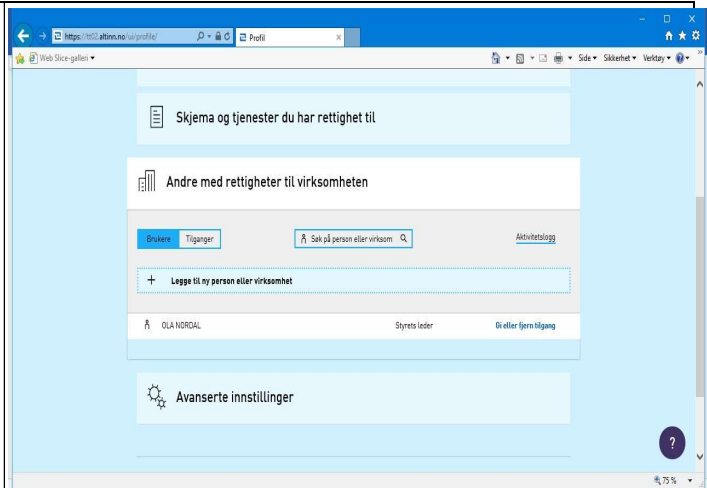 https://tt02.altinn.no/ui/profile/
Profil
Web Slice-galleri
Side Sikkerhet Verktøy
Skjema og tjenester du har rettighet til
Andre med rettigheter til virksomheten
Brukere Tilganger Søk på person eller virksom Aktivitetslogg
+ Legge til ny person eller virksomhet
OLA NORDAL Styrets leder Gi eller fjern tilgang
Avanserte innstillinger
?
75 %